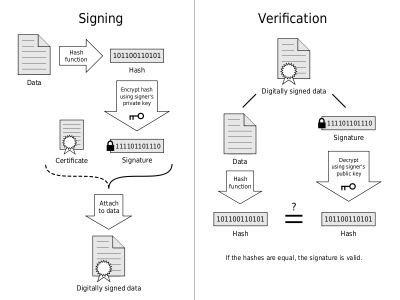 Signing
Data
Hash
function
101100110101
Hash
Encrypt hash
using signer's
private key
Certificate
111101101110
Signature
Attach
to data
Digitally signed data
Verification
Digitally signed data
Data
111101101110
Signature
Hash
function
Decrypt
using signer's
public key
101100110101
Hash
?
101100110101
Hash
If the hashes are equal, the signature is valid.